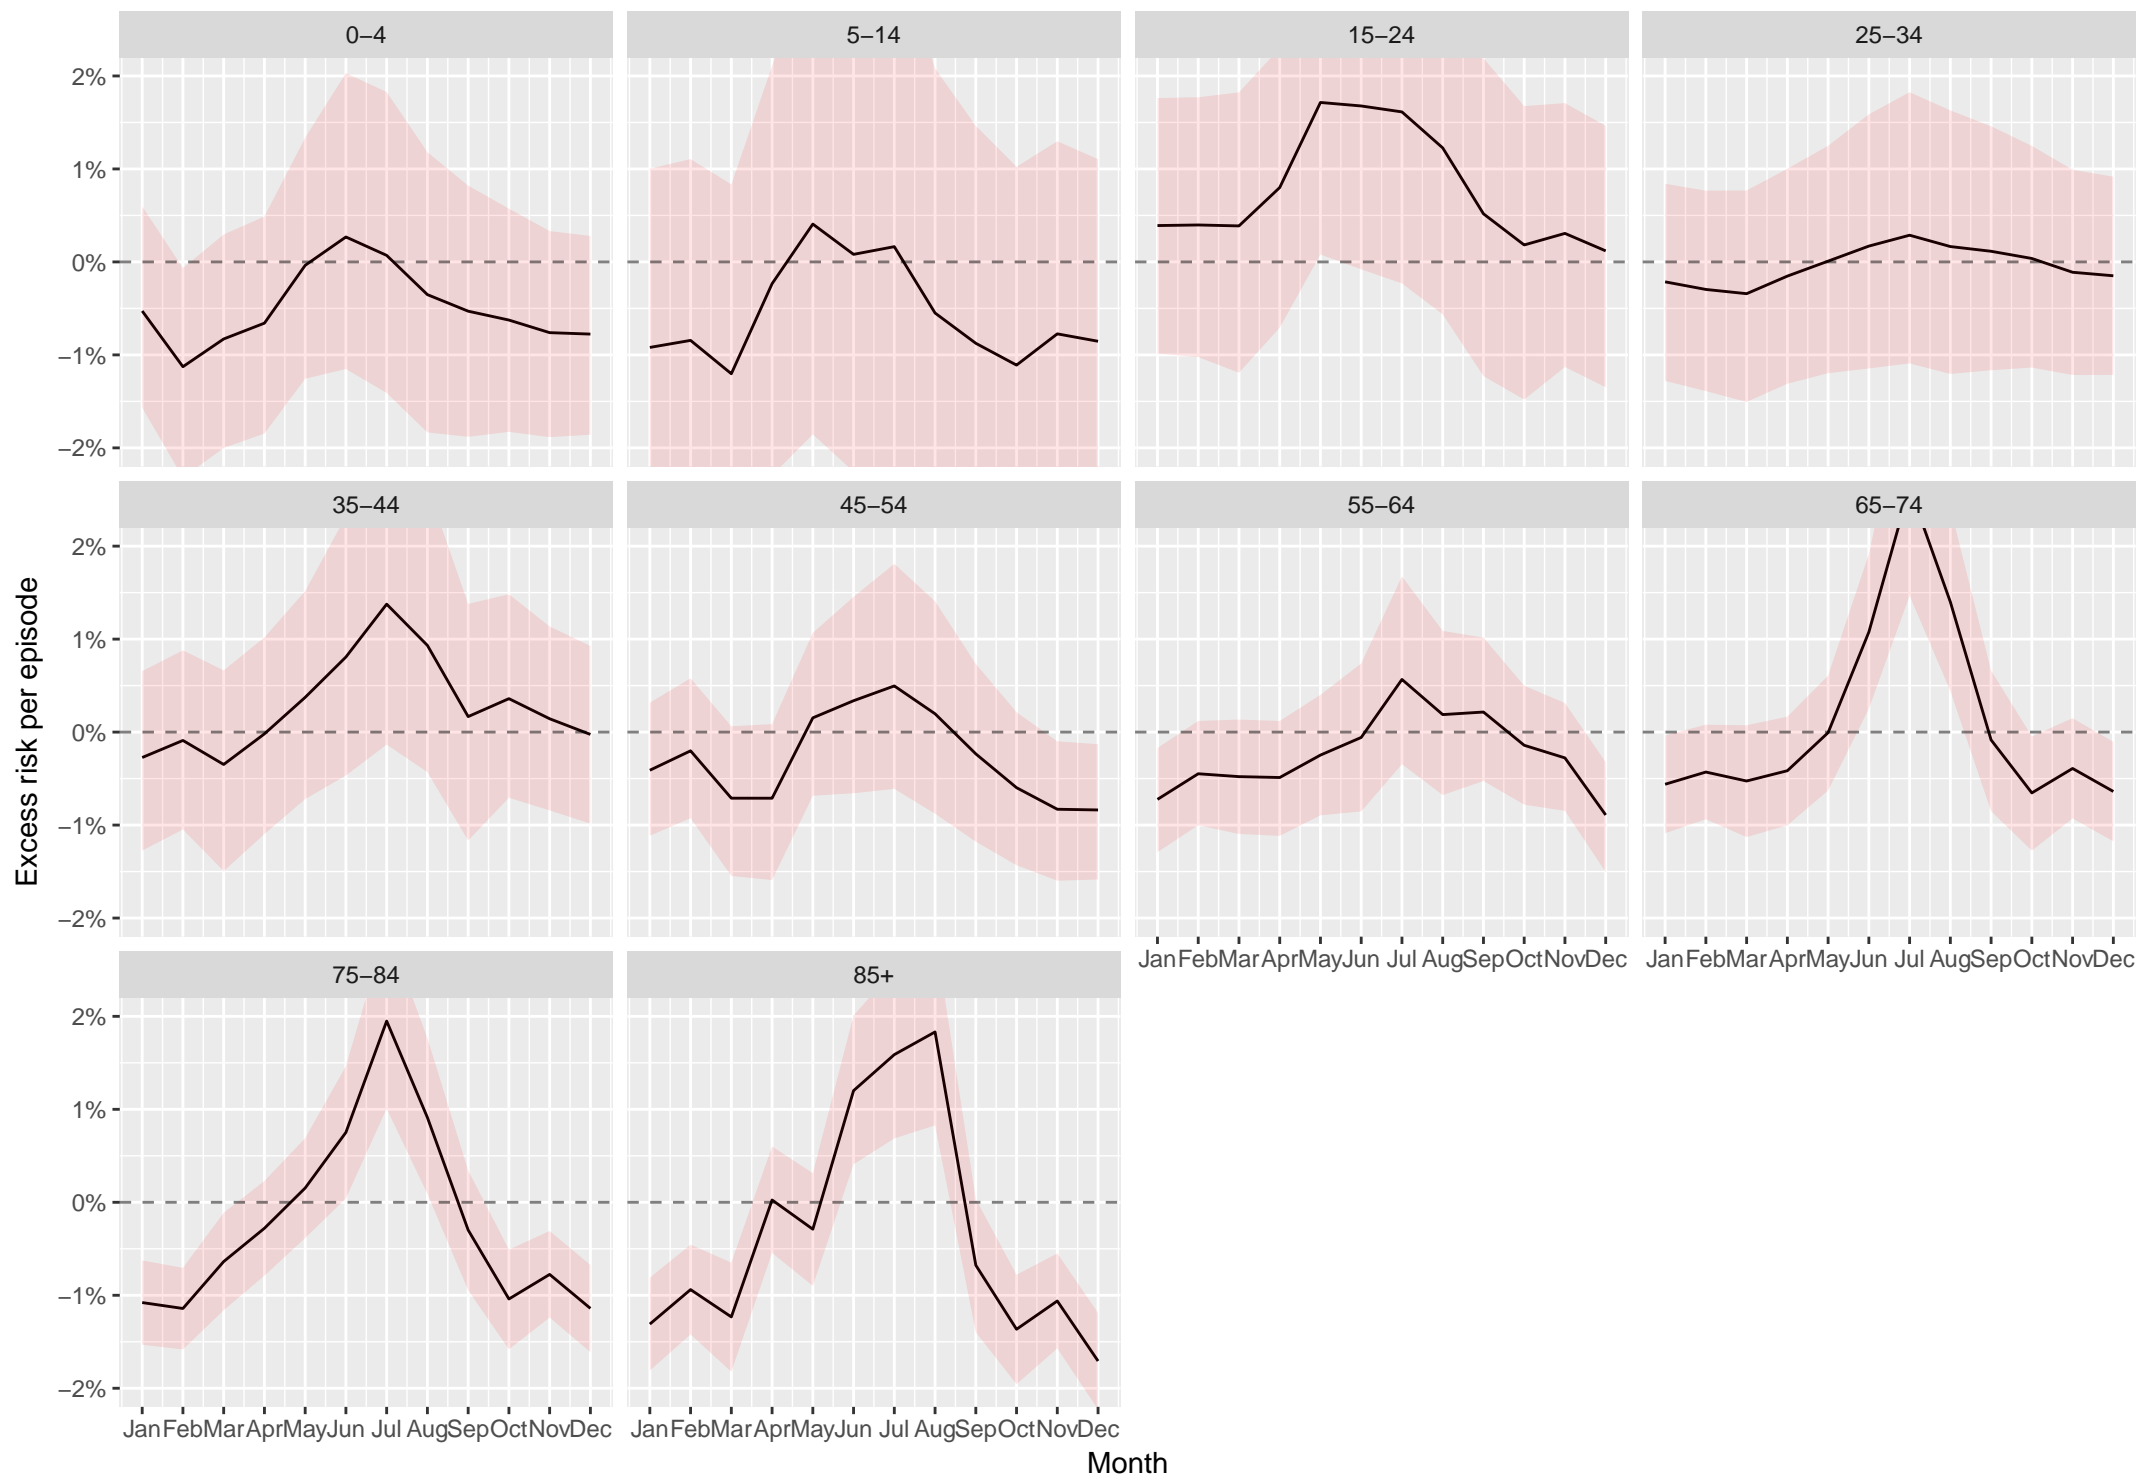 0−4 5−14 15−24 25−34
2%
1%
0%
−1%
−2%
35−44 45−54 55−64 65−74
2%
1%
0%
−1%
−2%
Jan Feb Mar Apr May Jun Jul Aug Sep Oct Nov Dec Jan Feb Mar Apr May Jun Jul Aug Sep Oct Nov Dec
75−84 85+
2%
1%
0%
−1%
−2%
Jan Feb Mar Apr May Jun Jul Aug Sep Oct Nov Dec Jan Feb Mar Apr May Jun Jul Aug Sep Oct Nov Dec
Month
Excess risk per episode